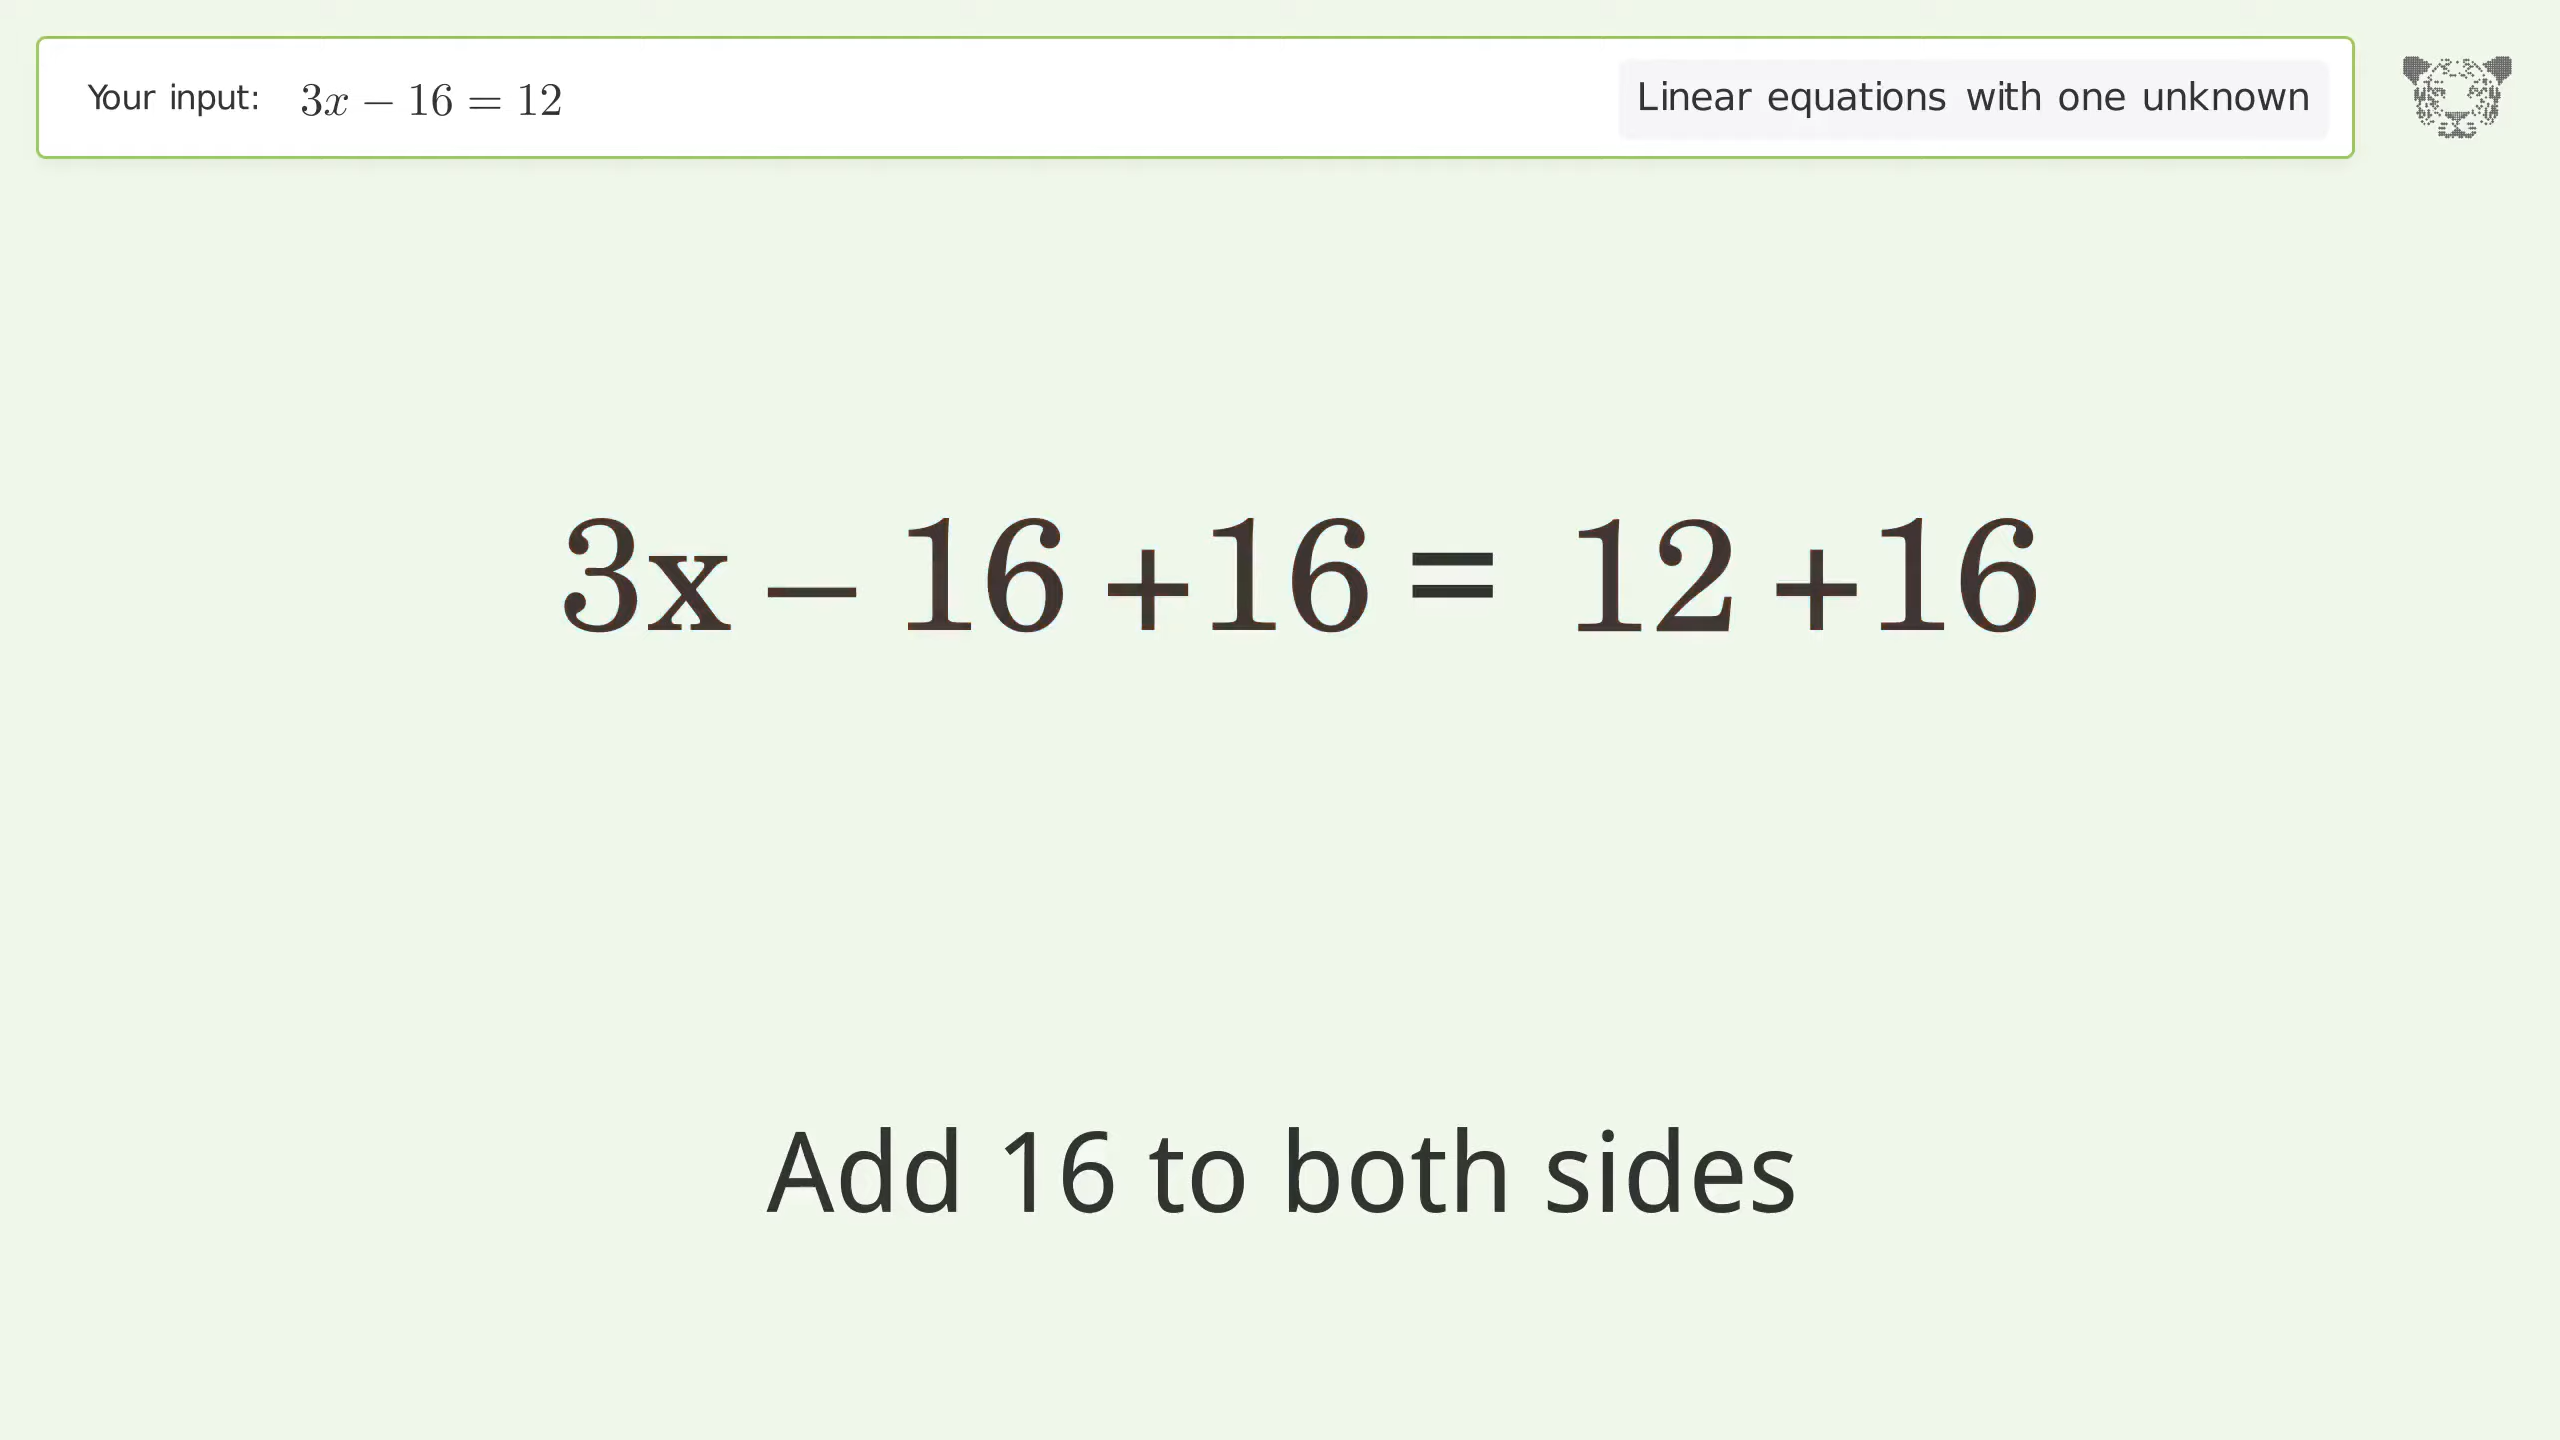 Your input: 3x − 16 = 12 Linear equations with one unknown
3x − 16 +16 = 12 +16
Add 16 to both sides